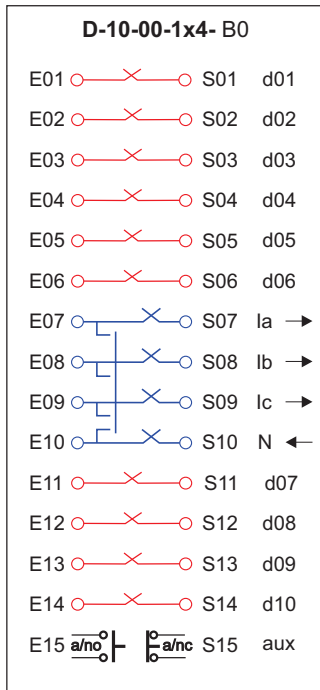 D-10-00-1x4- B0
E01 S01 d01
E02 S02 d02
E03 S03 d03
E04 S04 d04
E05 S05 d05
E06 S06 d06
E07 S07 Ia →
E08 S08 Ib →
E09 S09 Ic →
E10 S10 N ←
E11 S11 d07
E12 S12 d08
E13 S13 d09
E14 S14 d10
E15 a/no a/nc S15 aux